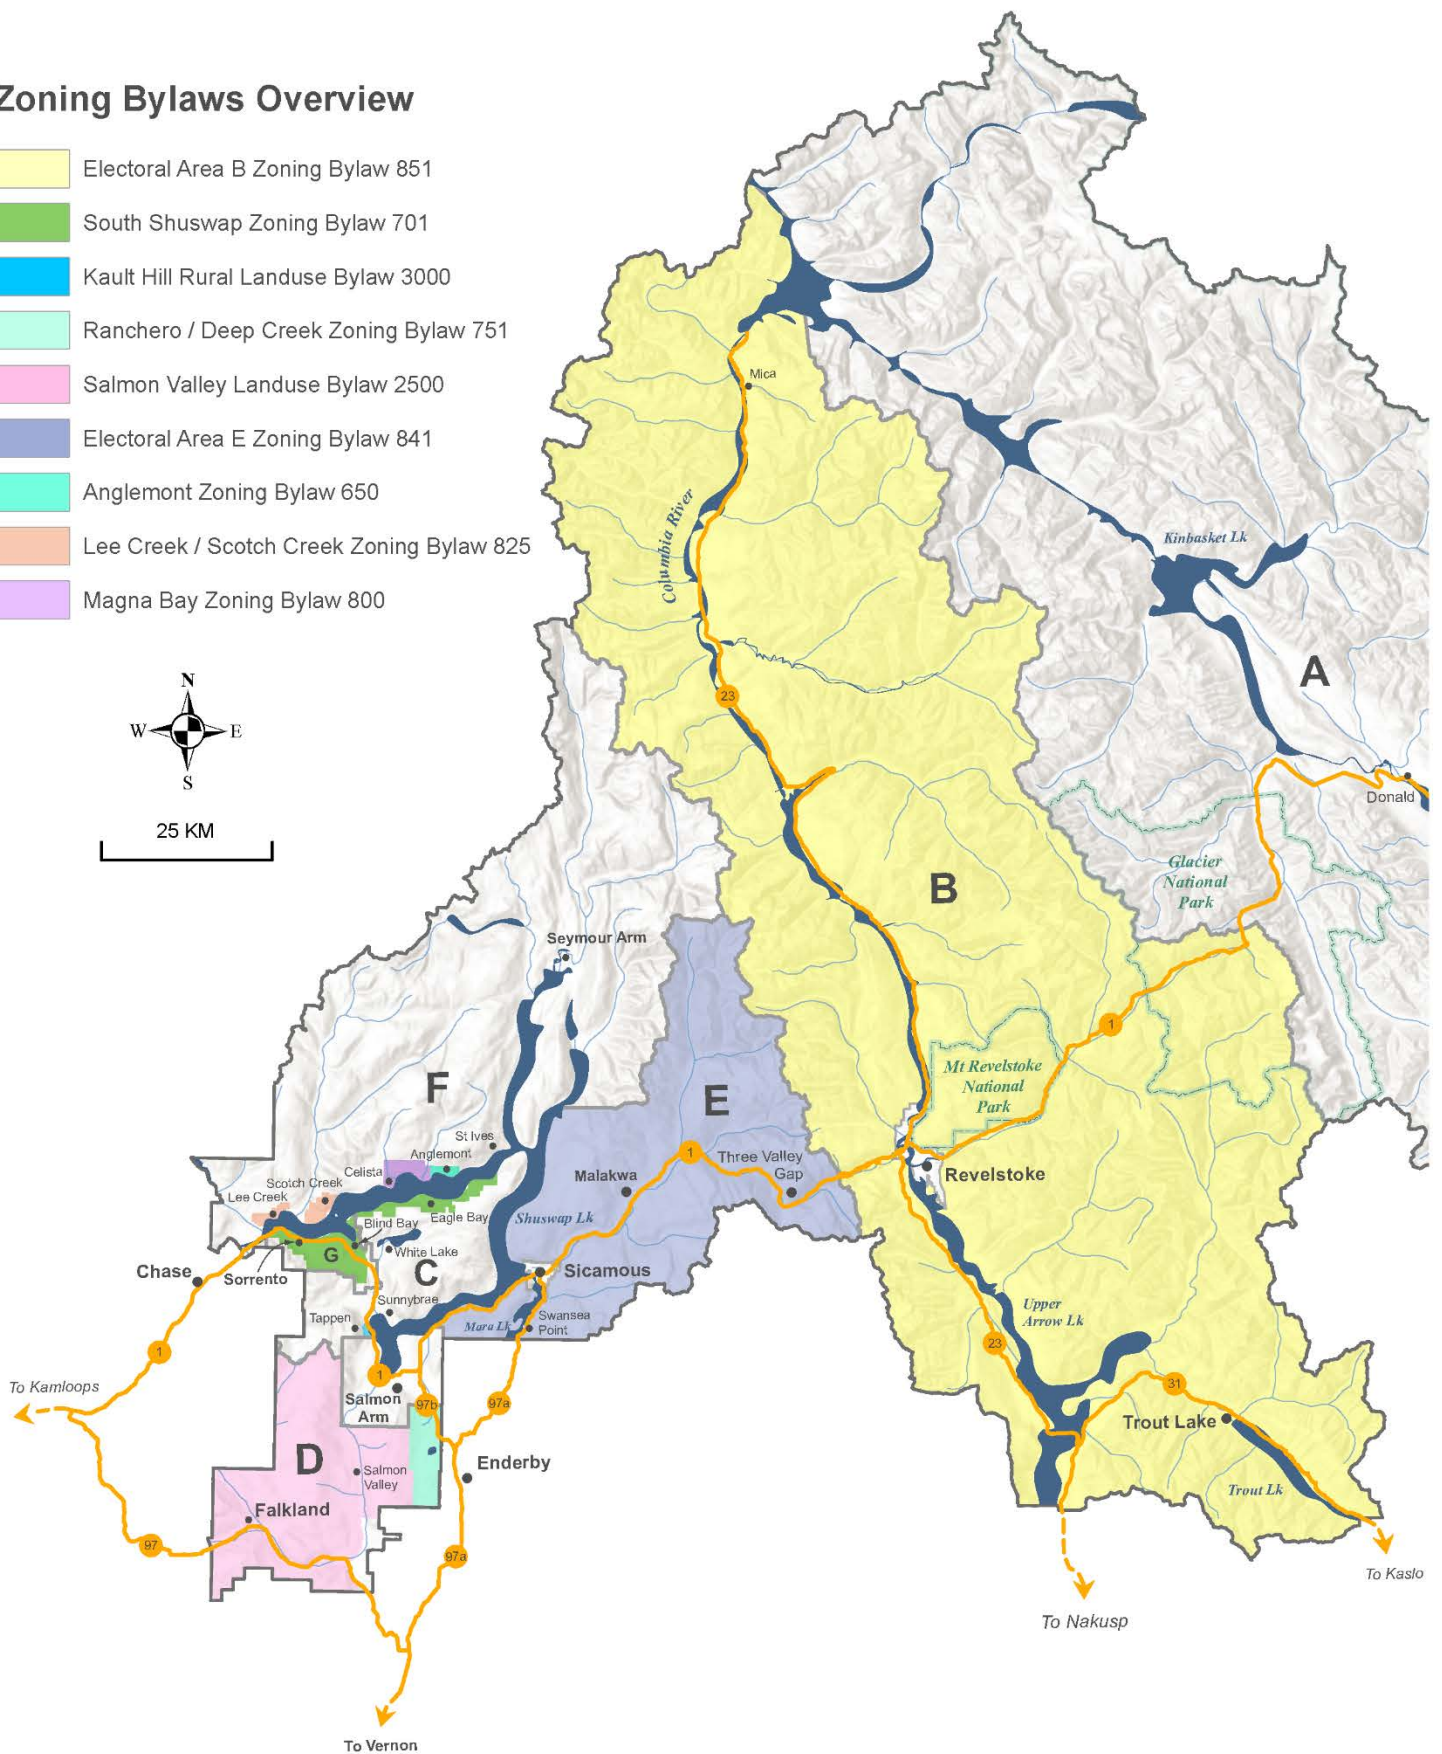 Zoning Bylaws Overview
Electoral Area B Zoning Bylaw 851
South Shuswap Zoning Bylaw 701
Kault Hill Rural Landuse Bylaw 3000
Ranchero / Deep Creek Zoning Bylaw 751
Salmon Valley Landuse Bylaw 2500
Electoral Area E Zoning Bylaw 841
Anglemont Zoning Bylaw 650
Lee Creek / Scotch Creek Zoning Bylaw 825
Magna Bay Zoning Bylaw 800
N
W
E
S
25 KM
Mica
Columbia River
Kinbasket Lk
A
23
Donald
Glacier
National
Park
B
Seymour Arm
1
Mt Revelstoke
National
Park
F
E
St Ives
Anglemont
Celista
Scotch Creek
Lee Creek
1
Three Valley
Gap
Malakwa
Revelstoke
Eagle Bay
Blind Bay
Shuswap Lk
G
White Lake
C
Chase
Sorrento
Sicamous
Sunnybrae
Tappen
Mara Lk
Swansea
Point
Upper
Arrow Lk
23
1
1
31
To Kamloops
Salmon
Arm
97b
97a
Trout Lake
D
Salmon
Valley
Enderby
Trout Lk
Falkland
97
97a
To Kaslo
To Nakusp
To Vernon